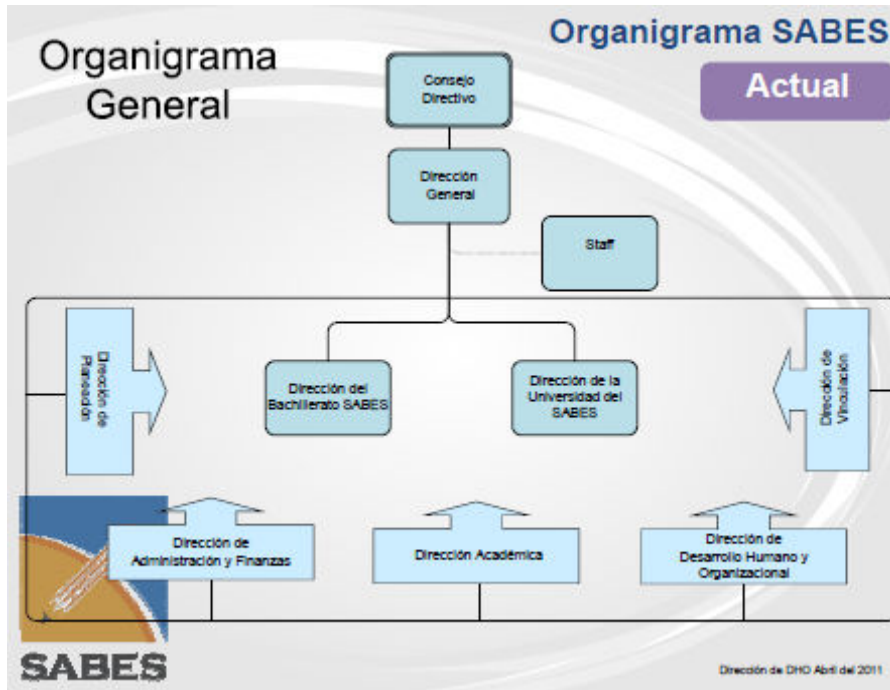 Organigrama
General
Organigrama SABES
Actual
Consejo
Directivo
Dirección
General
Staff
Dirección de
Planeación
Dirección del
Bachillerato SABES
Dirección de la
Universidad del
SABES
Dirección de
Vinculación
Dirección de
Administración y Finanzas
Dirección Académica
Dirección de
Desarrollo Humano y
Organizacional
SABES
Dirección de DHO Abril del 2011